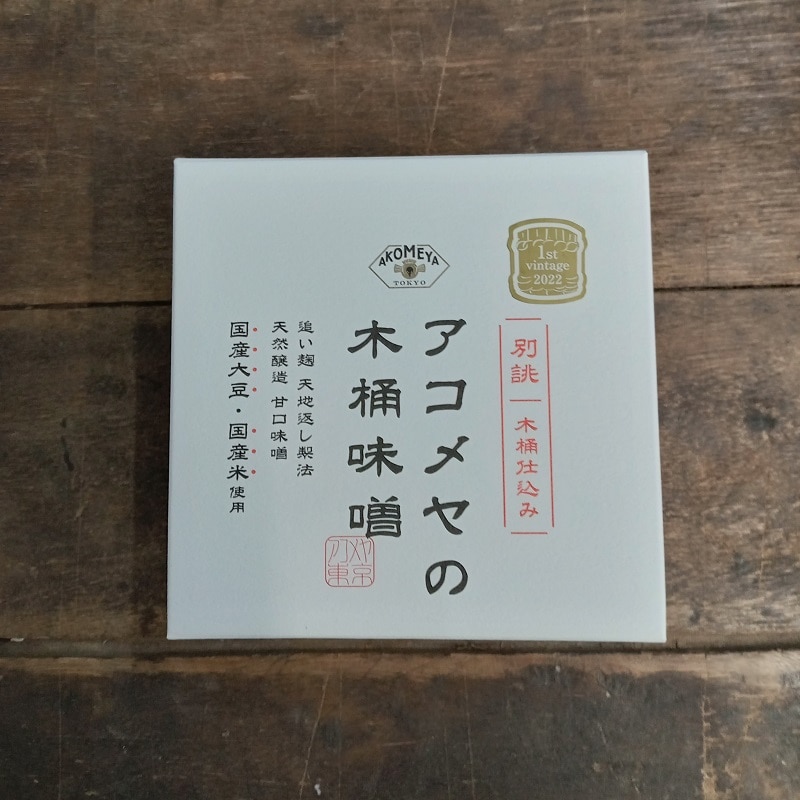 AKOMEYA
TOKYO
1st
vintage
2022
別誂 木桶仕込み
アコメヤの
木桶味噌
追い麹 天地返し製法
天然醸造 甘口味噌
国産大豆・国産米使用